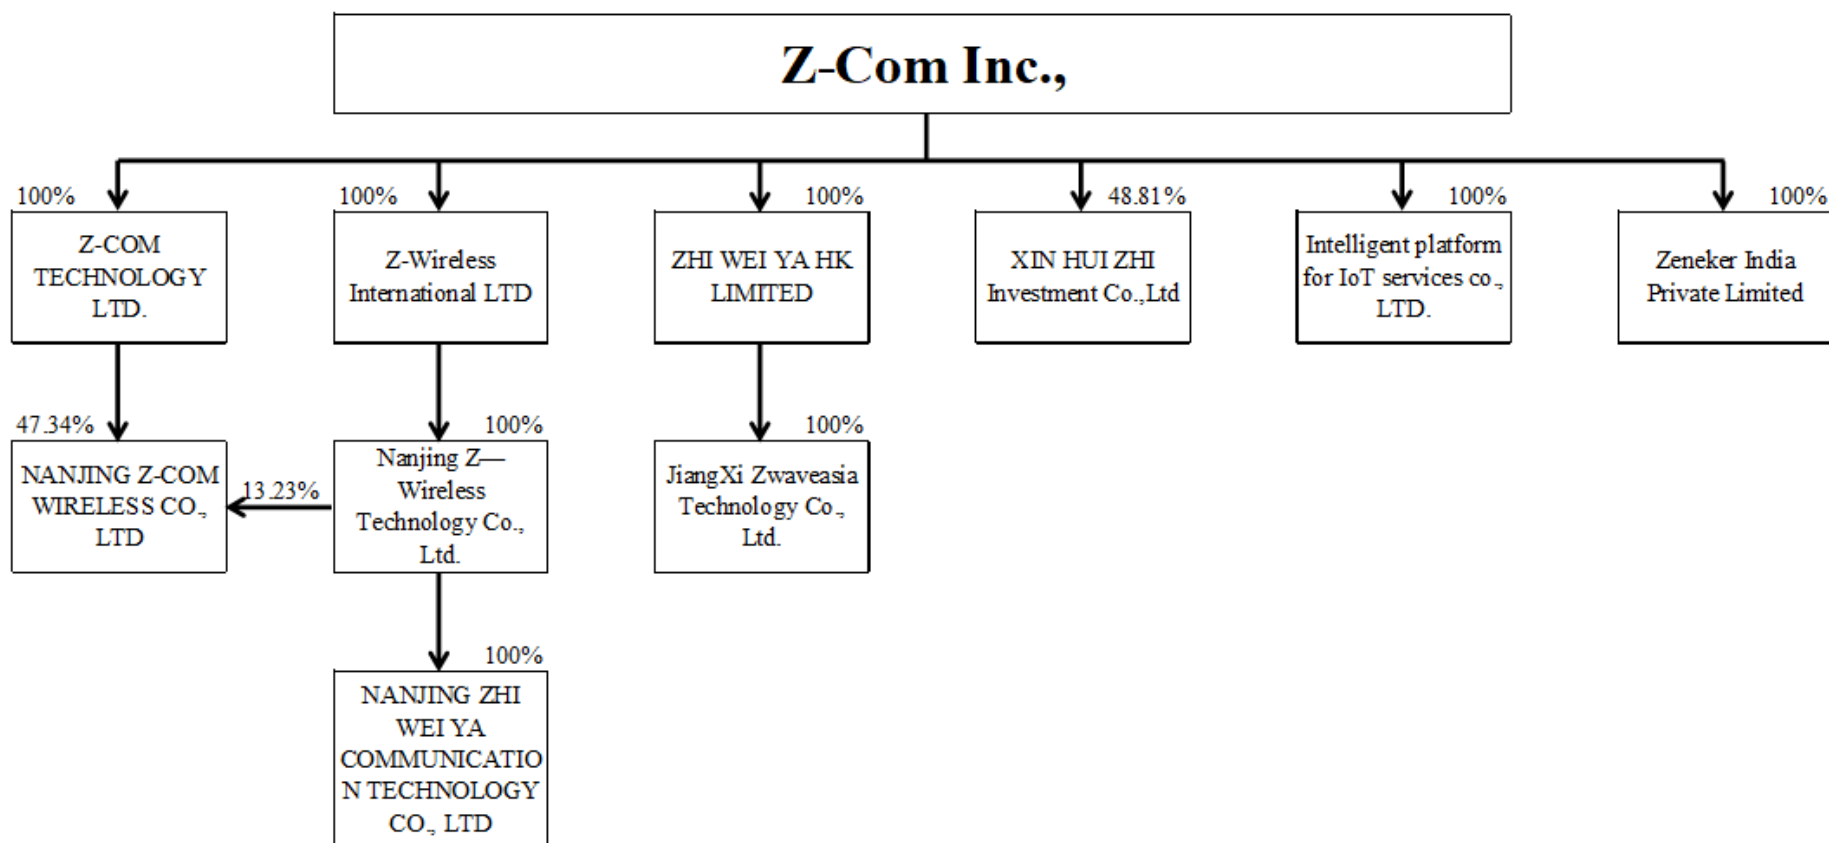 Z-Com Inc.,
100%
100%
100%
48.81%
100%
100%
Z-COM
TECHNOLOGY
LTD.
Z-Wireless
International LTD
ZHI WEI YA HK
LIMITED
XIN HUI ZHI
Investment Co.,Ltd
Intelligent platform
for IoT services co.,
LTD.
Zeneker India
Private Limited
47.34%
100%
100%
NANJING Z-COM
WIRELESS CO.,
LTD
13.23%
Nanjing Z—
Wireless
Technology Co.,
Ltd.
JiangXi Zwaveasia
Technology Co.,
Ltd.
100%
NANJING ZHI
WEI YA
COMMUNICATIO
N TECHNOLOGY
CO., LTD